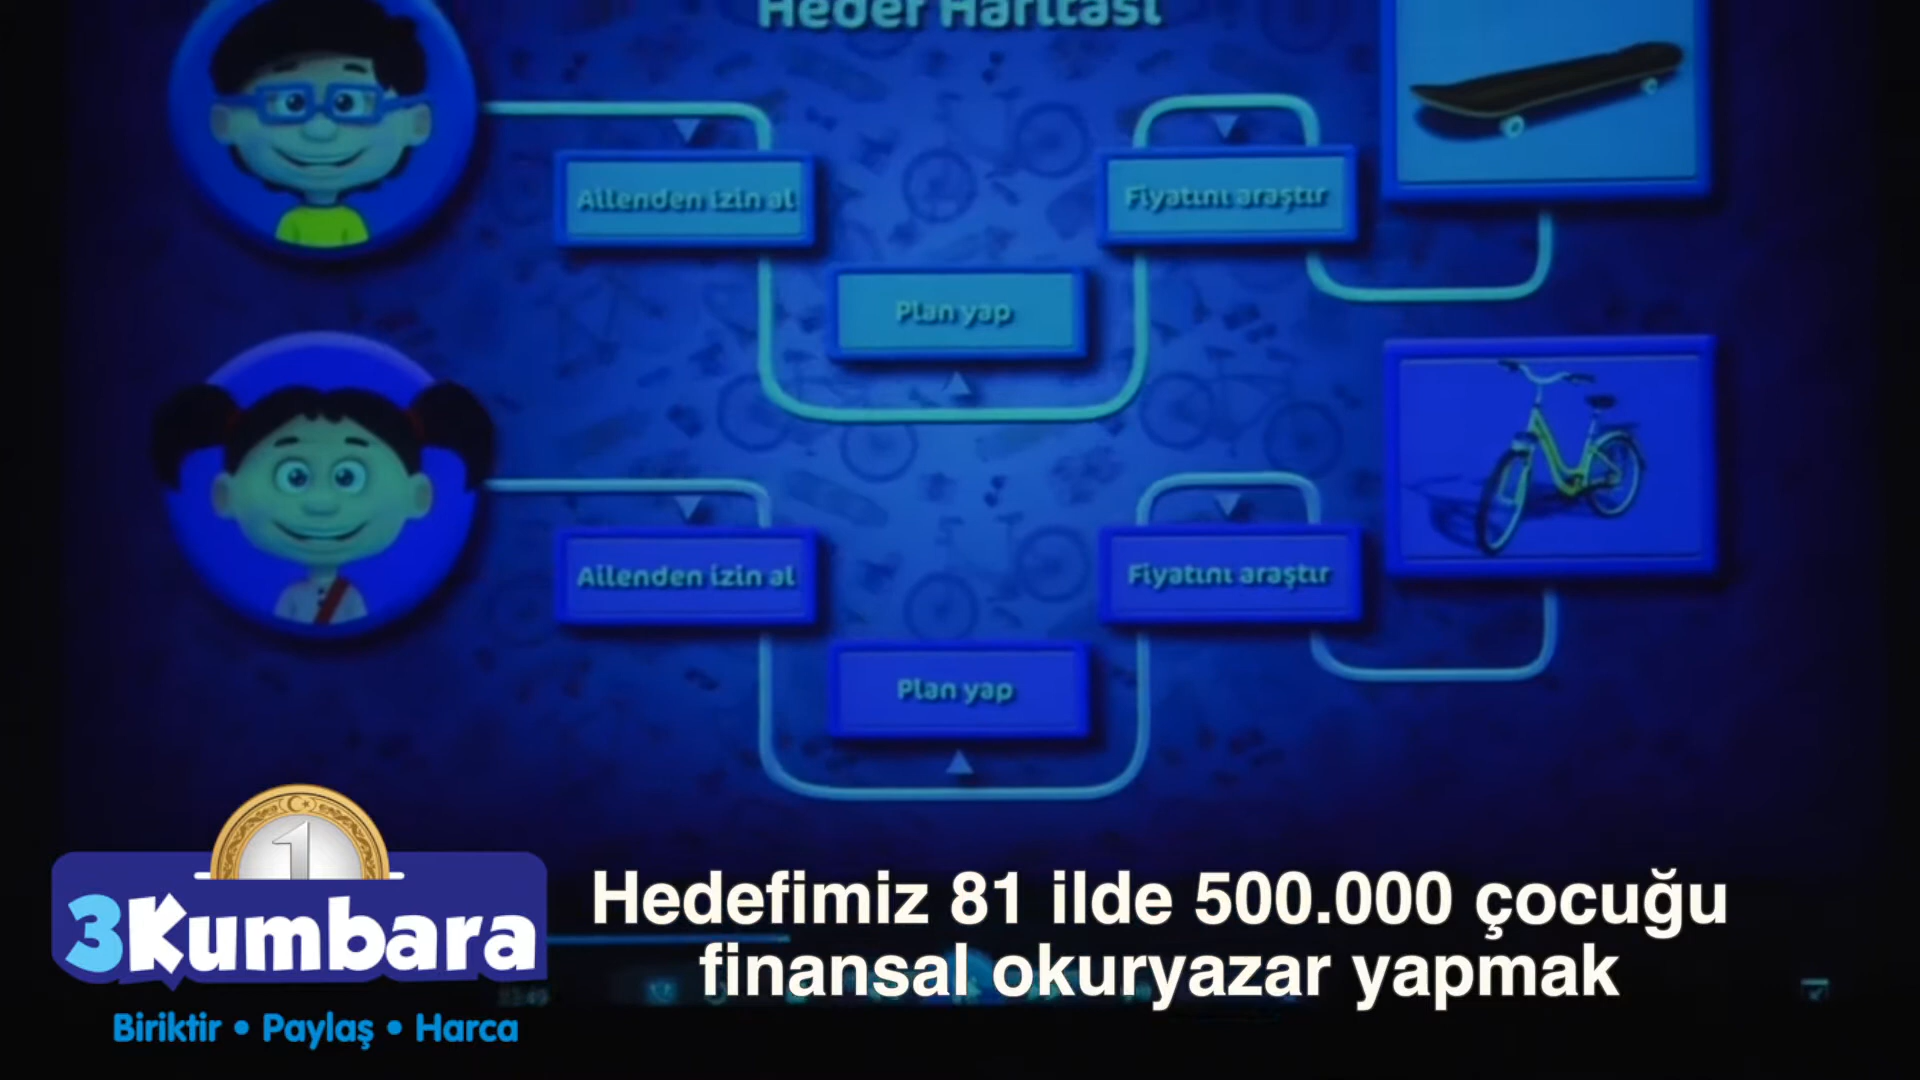 Hedef Haritası
Ailenden izin al
Fiyatını araştır
Plan yap
Ailenden izin al
Fiyatını araştır
Plan yap
1
3Kumbara
Biriktir • Paylaş • Harca
Hedefimiz 81 ilde 500.000 çocuğu
finansal okuryazar yapmak